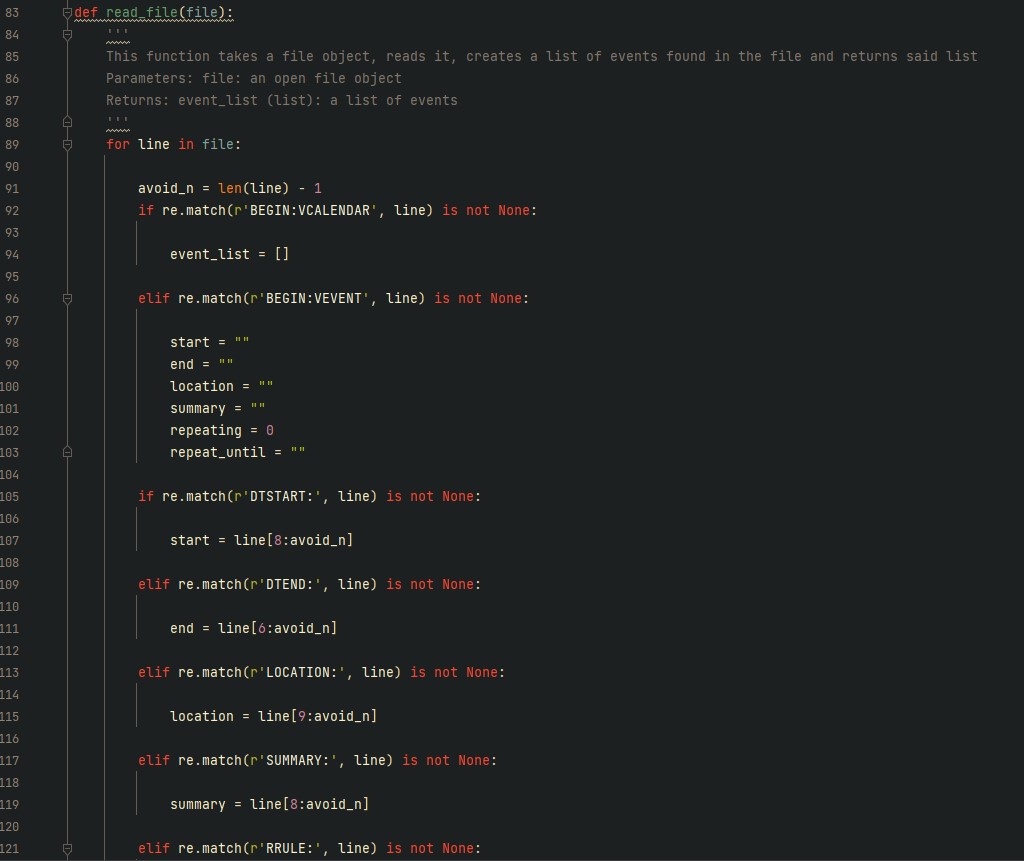 83 def read_file(file):
84     '''
85     This function takes a file object, reads it, creates a list of events found in the file and returns said list
86     Parameters: file: an open file object
87     Returns: event_list (list): a list of events
88     '''
89     for line in file:
90
91         avoid_n = len(line) - 1
92         if re.match(r'BEGIN:VCALENDAR', line) is not None:
93
94             event_list = []
95
96         elif re.match(r'BEGIN:VEVENT', line) is not None:
97
98             start = ""
99             end = ""
100             location = ""
101             summary = ""
102             repeating = 0
103             repeat_until = ""
104
105         if re.match(r'DTSTART:', line) is not None:
106
107             start = line[8:avoid_n]
108
109         elif re.match(r'DTEND:', line) is not None:
110
111             end = line[6:avoid_n]
112
113         elif re.match(r'LOCATION:', line) is not None:
114
115             location = line[9:avoid_n]
116
117         elif re.match(r'SUMMARY:', line) is not None:
118
119             summary = line[8:avoid_n]
120
121         elif re.match(r'RRULE:', line) is not None: